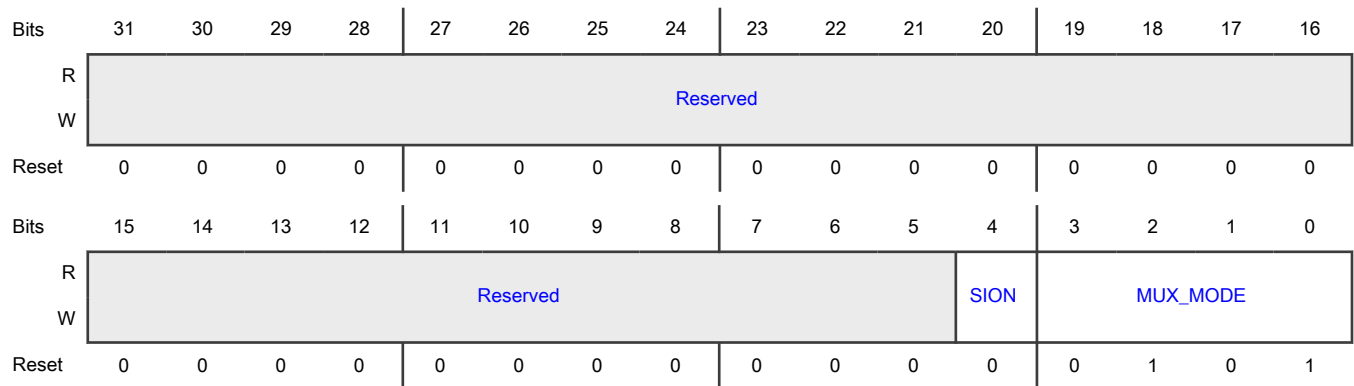 Bits 31 30 29 28 27 26 25 24 23 22 21 20 19 18 17 16
R
Reserved
W
Reset 0 0 0 0 0 0 0 0 0 0 0 0 0 0 0 0
Bits 15 14 13 12 11 10 9 8 7 6 5 4 3 2 1 0
R
Reserved SION MUX_MODE
W
Reset 0 0 0 0 0 0 0 0 0 0 0 0 0 1 0 1